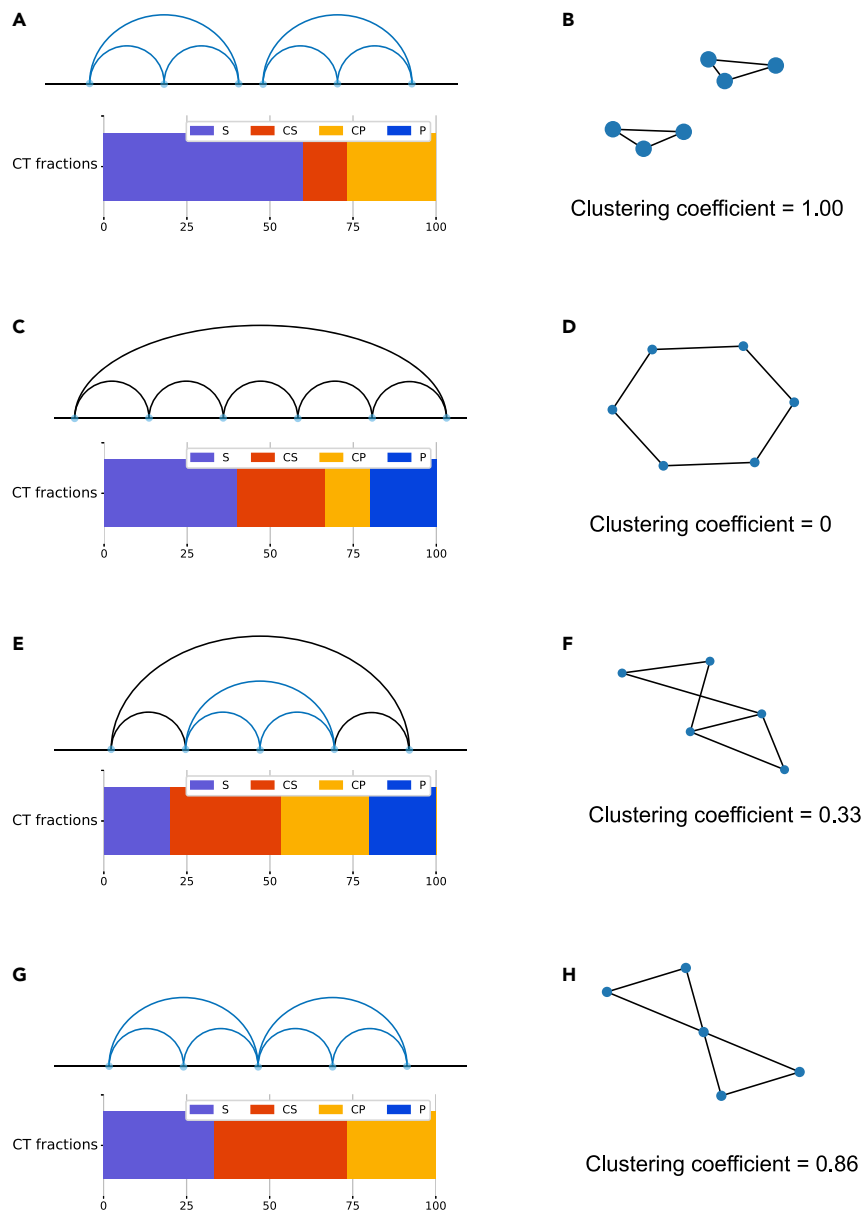 A
B
S CS CP P
CT fractions
0 25 50 75 100
Clustering coefficient = 1.00
C
D
S CS CP P
CT fractions
0 25 50 75 100
Clustering coefficient = 0
E
F
S CS CP P
CT fractions
0 25 50 75 100
Clustering coefficient = 0.33
G
H
S CS CP P
CT fractions
0 25 50 75 100
Clustering coefficient = 0.86